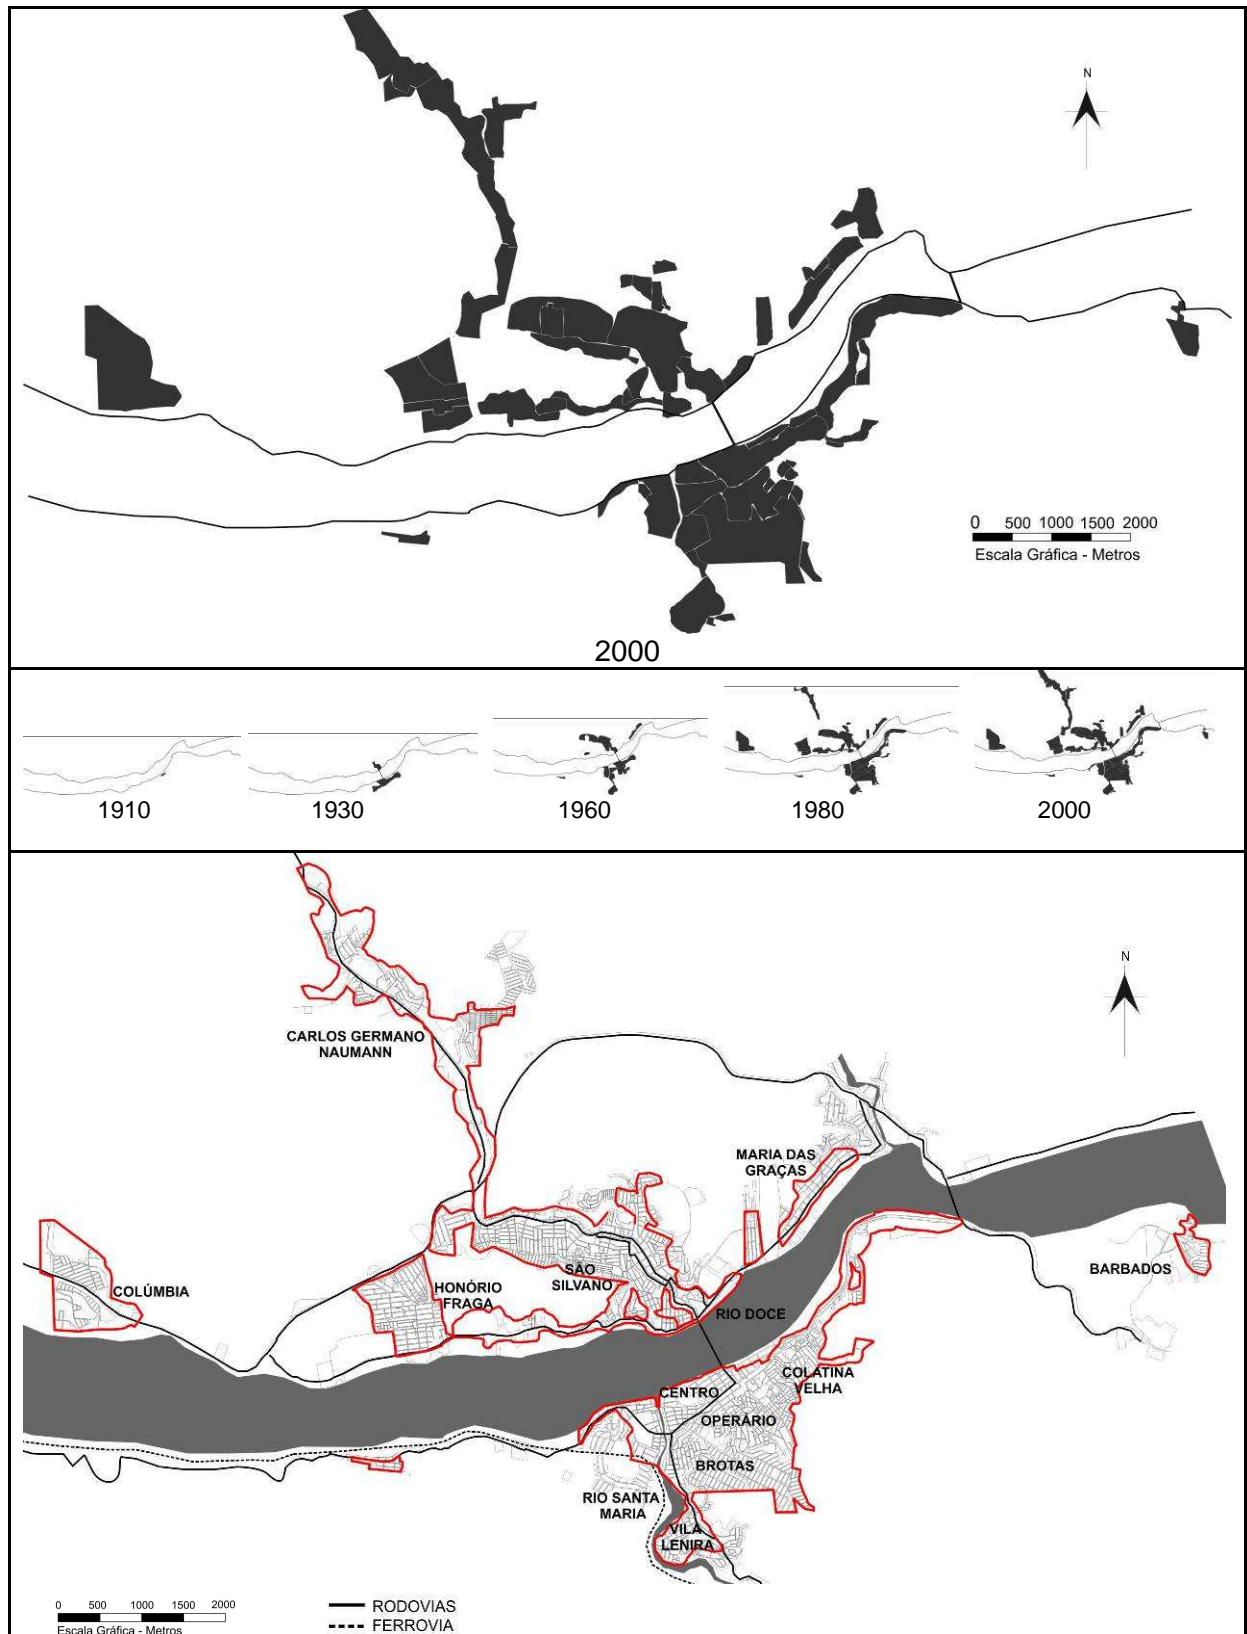 N
0 500 1000 1500 2000
Escala Gráfica - Metros
2000
1910
1930
1960
1980
2000
N
CARLOS GERMANO
NAUMANN
MARIA DAS
GRAÇAS
COLÚMBIA
HONÓRIO
FRAGA
SÃO
SILVANO
BARBADOS
RIO DOCE
COLATINA
VELHA
CENTRO
OPERÁRIO
BROTAS
RIO SANTA
MARIA
VILA
LENIRA
0 500 1000 1500 2000
Escala Gráfica - Metros
RODOVIAS
FERROVIA